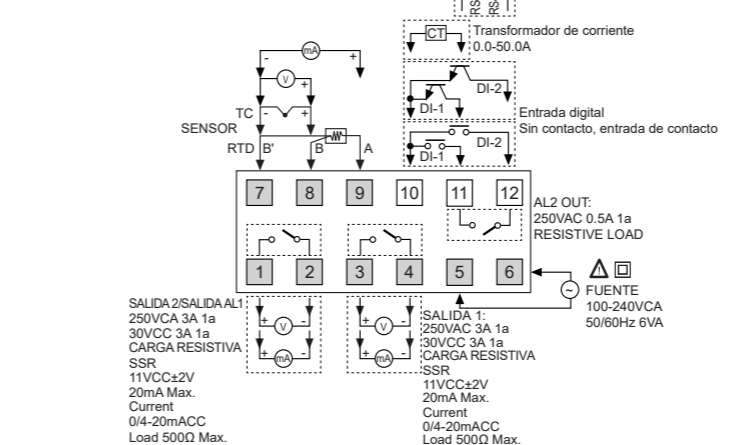 RS
RS
CT
Transformador de corriente
0.0-50.0A
mA
- +
V
- +
TC
- +
SENSOR
RTD B' B A
DI-2
DI-1
Entrada digital
Sin contacto, entrada de contacto
DI-2
DI-1
7 8 9 10 11 12
AL2 OUT:
250VAC 0.5A 1a
RESISTIVE LOAD
1 2 3 4 5 6
FUENTE
100-240VCA
50/60Hz 6VA
SALIDA 2/SALIDA AL1
250VCA 3A 1a
30VCC 3A 1a
CARGA RESISTIVA
SSR
11VCC±2V
20mA Max.
Current
0/4-20mACC
Load 500Ω Max.
+ V -
+ mA -
+ V -
+ mA -
SALIDA 1:
250VAC 3A 1a
30VCC 3A 1a
CARGA RESISTIVA
SSR
11VCC±2V
20mA Max.
Current
0/4-20mACC
Load 500Ω Max.